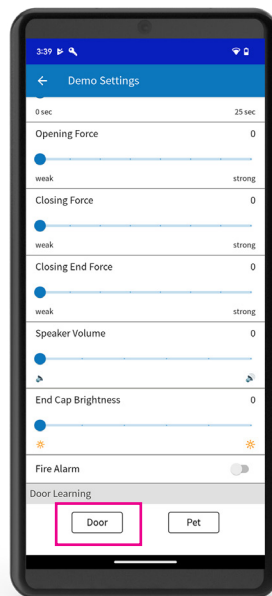 3:39
Demo Settings
0 sec 25 sec
Opening Force 0
weak strong
Closing Force 0
weak strong
Closing End Force 0
weak strong
Speaker Volume 0
End Cap Brightness 0
Fire Alarm
Door Learning
Door Pet